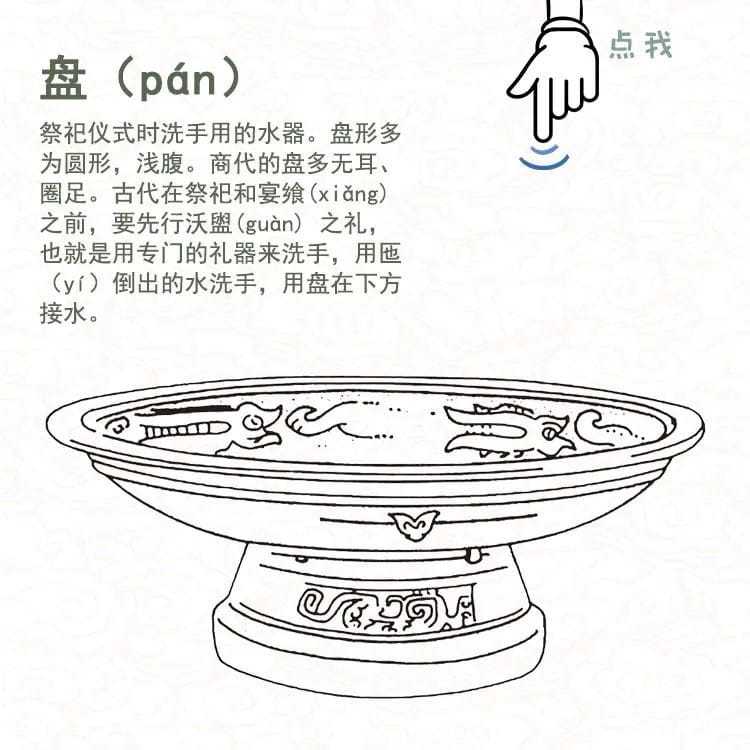 点我
盘（pán）
祭祀仪式时洗手用的水器。盘形多
为圆形，浅腹。商代的盘多无耳、
圈足。古代在祭祀和宴飨(xiǎng)
之前，要先行沃盥(guàn) 之礼，
也就是用专门的礼器来洗手，用匜
（yí）倒出的水洗手，用盘在下方
接水。